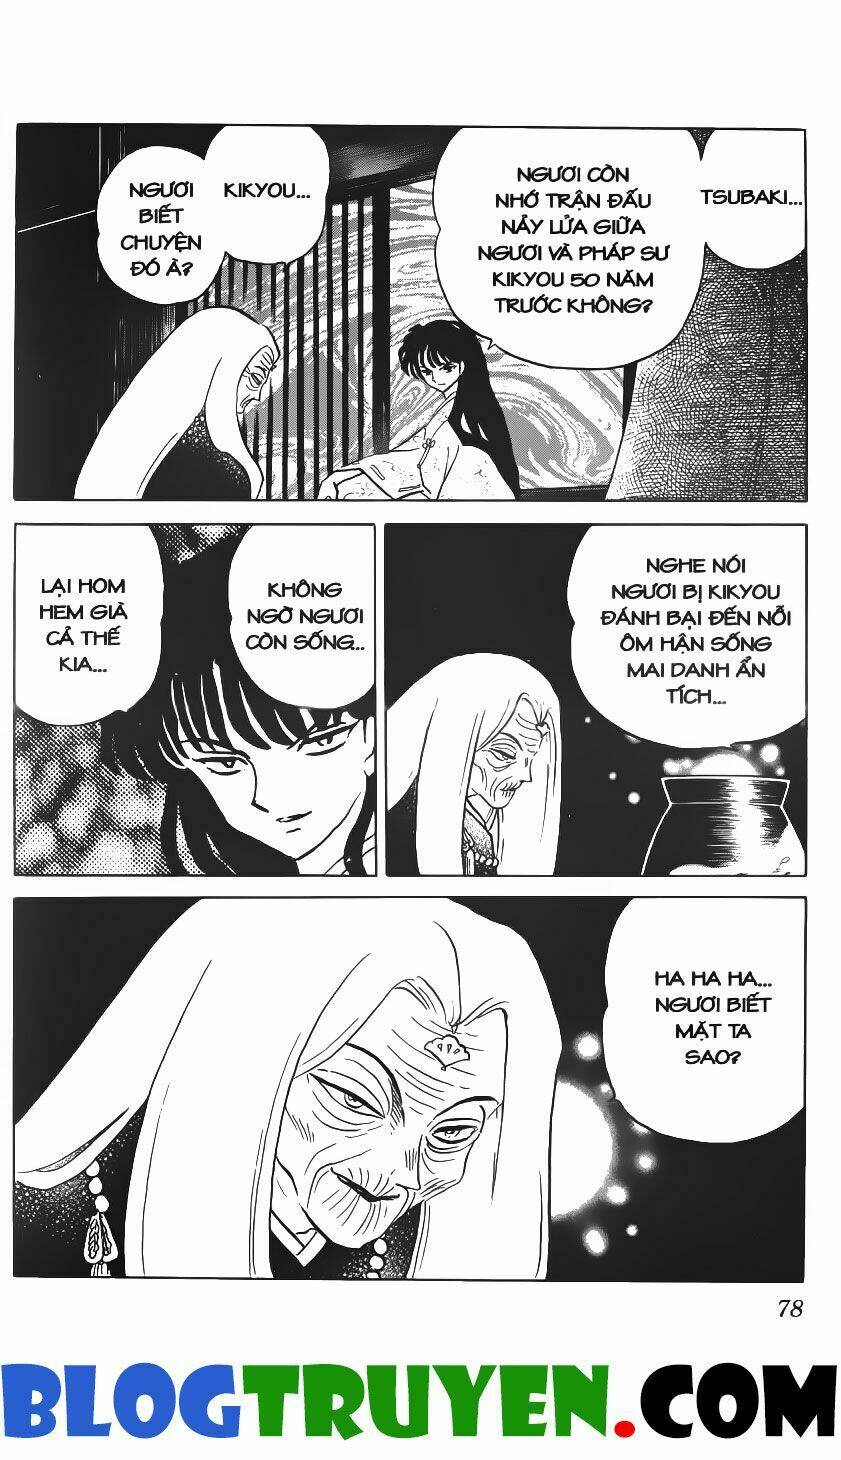 TSUBAKI...
NGƯƠI CÒN
NHỚ TRẬN ĐẤU
NẢY LỬA GIỮA
NGƯƠI VÀ PHÁP SƯ
KIKYOU 50 NĂM
TRƯỚC KHÔNG?
KIKYOU...
NGƯƠI
BIẾT
CHUYỆN
ĐÓ À?
NGHE NÓI
NGƯƠI BỊ KIKYOU
ĐÁNH BẠI ĐẾN NỖI
ÔM HẬN SỐNG
MAI DANH ẨN
TÍCH...
KHÔNG
NGỜ NGƯƠI
CÒN SỐNG...
LẠI HOM
HEM GIÀ
CẢ THẾ
KIA...
HA HA HA...
NGƯƠI BIẾT
MẶT TA
SAO?
78
BLOGTRUYEN.COM